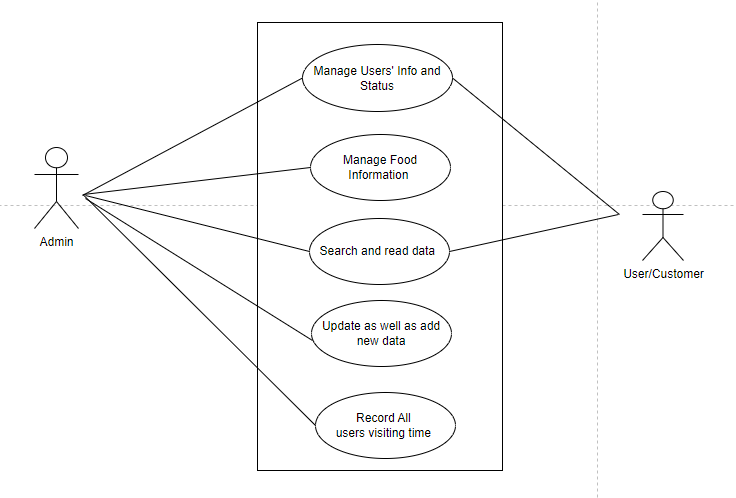 Manage Users' Info and
Status
Manage Food
Information
Admin
Search and read data
User/Customer
Update as well as add
new data
Record All
users visiting time